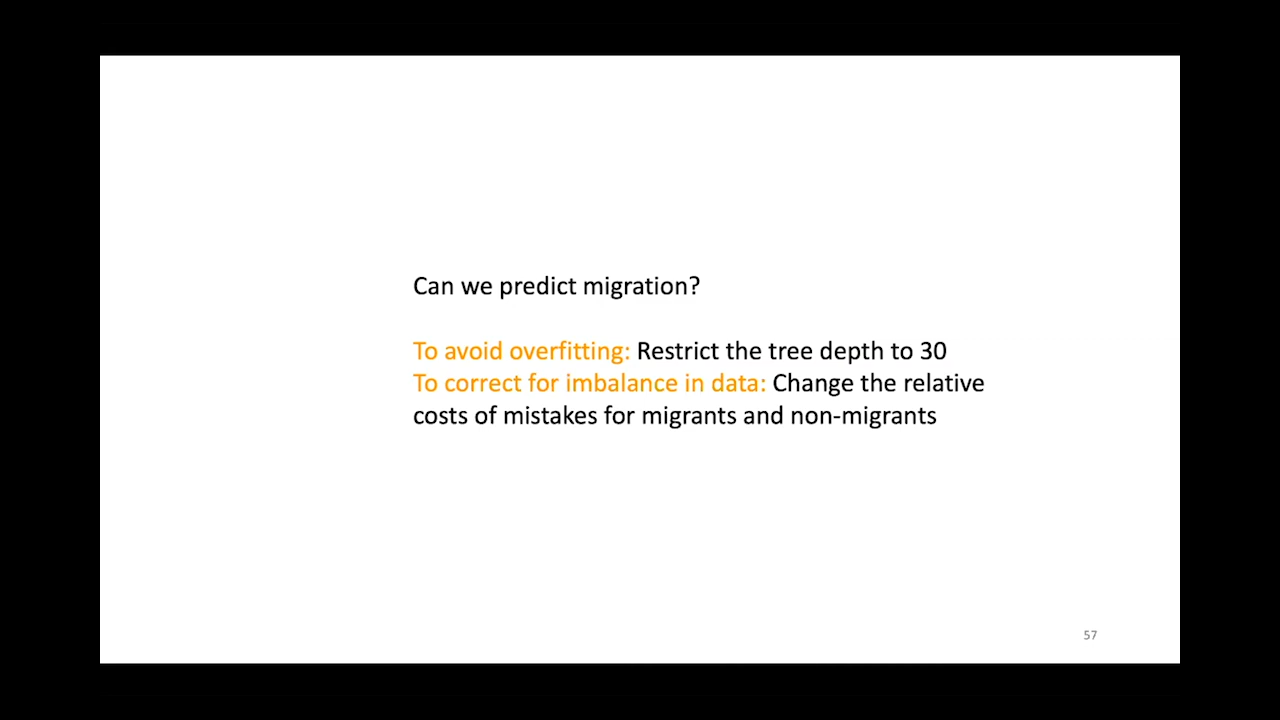 Can we predict migration?
To avoid overfitting: Restrict the tree depth to 30
To correct for imbalance in data: Change the relative
costs of mistakes for migrants and non-migrants
57